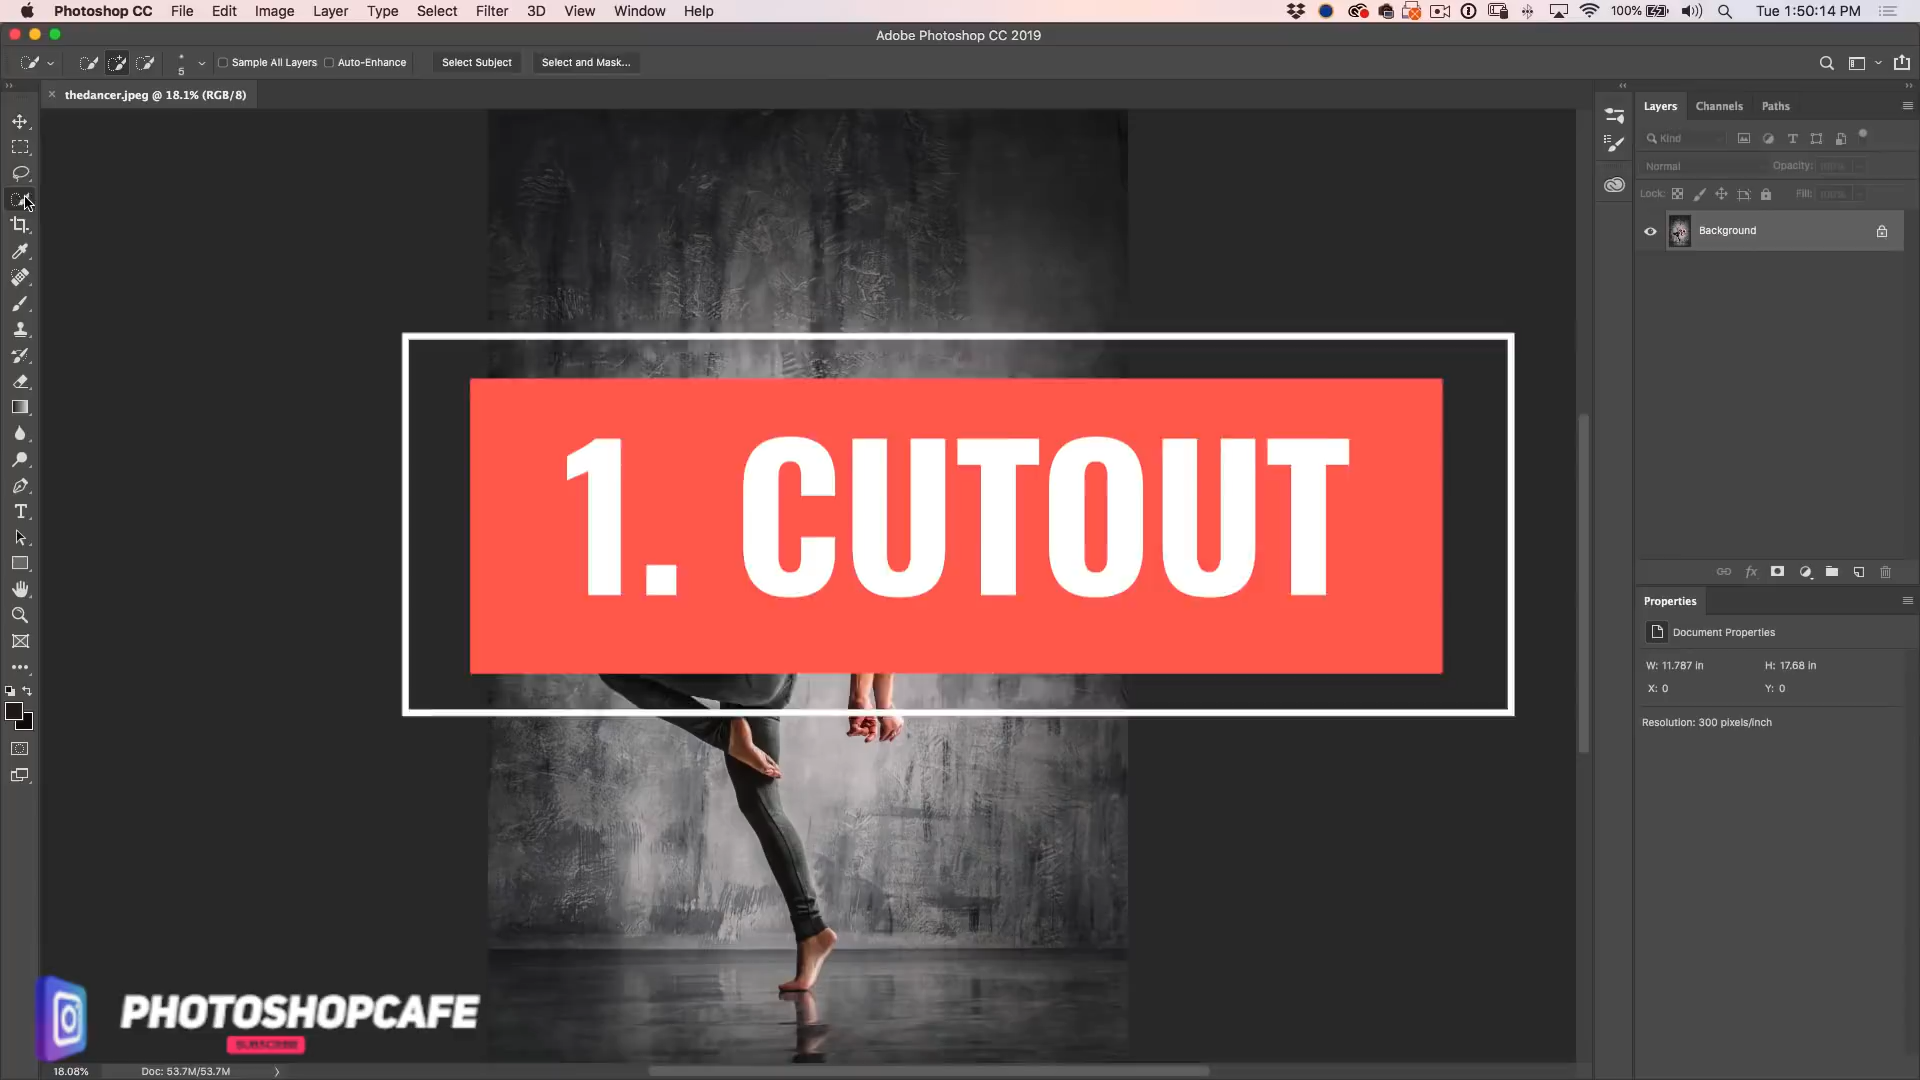 Photoshop CC File Edit Image Layer Type Select Filter 3D View Window Help 100% Tue 1:50:14 PM
Adobe Photoshop CC 2019
5 Sample All Layers Auto-Enhance Select Subject Select and Mask...
thedancer.jpeg @ 18.1% (RGB/8)
Layers Channels Paths
Kind
Normal Opacity:
Lock: Fill:
Background
1. CUTOUT
Properties
Document Properties
W: 11.787 in H: 17.68 in
X: 0 Y: 0
Resolution: 300 pixels/inch
PHOTOSHOPCAFE
SUBSCRIBE
18.08% Doc: 53.7M/53.7M